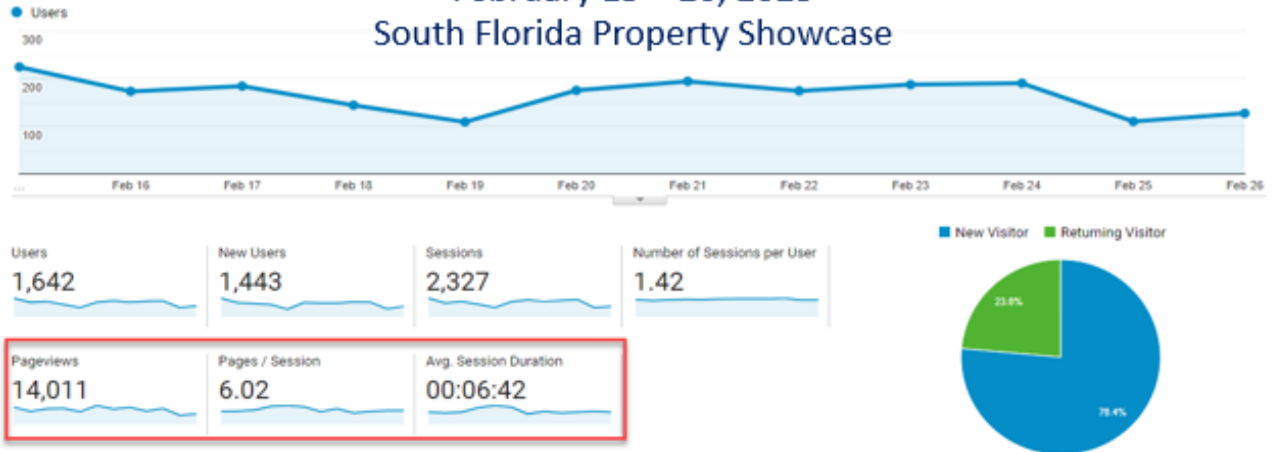 February
South Florida Property Showcase
Users
300
200
100
...
Feb 16
Feb 17
Feb 18
Feb 19
Feb 20
Feb 21
Feb 22
Feb 23
Feb 24
Feb 25
Feb 26
New Visitor
Returning Visitor
Users
1,642
New Users
1,443
Sessions
2,327
Number of Sessions per User
1.42
Pageviews
14,011
Pages / Session
6.02
Avg. Session Duration
00:06:42
23.6%
76.4%